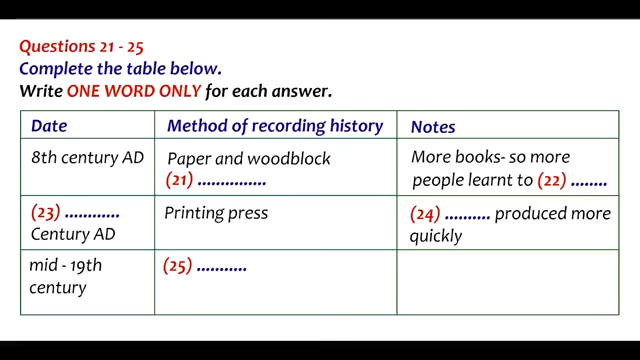 Questions 21 - 25
Complete the table below.
Write ONE WORD ONLY for each answer.
Date
Method of recording history
Notes
8th century AD
Paper and woodblock
(21) ...............
More books- so more
people learnt to (22) ........
(23) ............
Century AD
Printing press
(24) .......... produced more
quickly
mid - 19th
century
(25) ...........